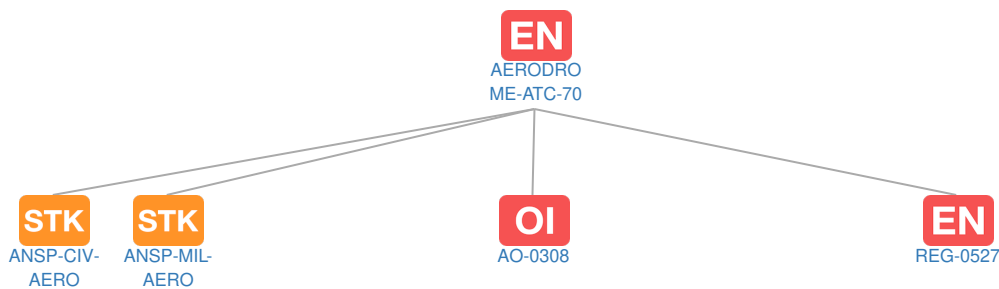 EN
AERODRO
ME-ATC-70
STK
ANSP-CIV-
AERO
STK
ANSP-MIL-
AERO
OI
AO-0308
EN
REG-0527